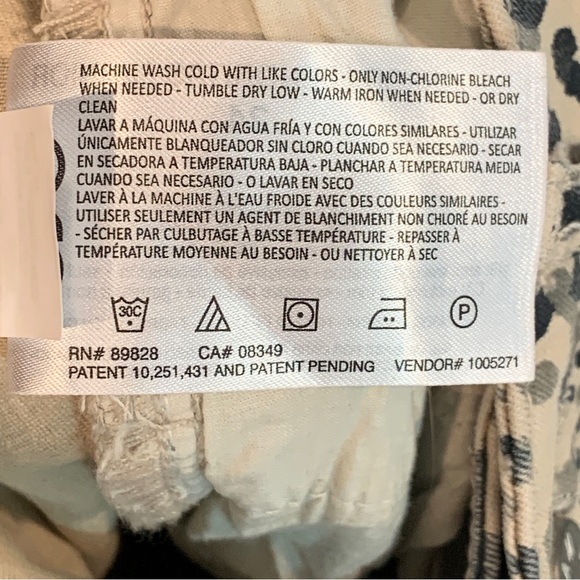 MACHINE WASH COLD WITH LIKE COLORS - ONLY NON-CHLORINE BLEACH
WHEN NEEDED - TUMBLE DRY LOW - WARM IRON WHEN NEEDED - OR DRY
CLEAN
LAVAR A MÁQUINA CON AGUA FRÍA Y CON COLORES SIMILARES - UTILIZAR
ÚNICAMENTE BLANQUEADOR SIN CLORO CUANDO SEA NECESARIO - SECAR
EN SECADORA A TEMPERATURA BAJA - PLANCHAR A TEMPERATURA MEDIA
CUANDO SEA NECESARIO - O LAVAR EN SECO
LAVER À LA MACHINE À L'EAU FROIDE AVEC DES COULEURS SIMILAIRES -
UTILISER SEULEMENT UN AGENT DE BLANCHIMENT NON CHLORÉ AU BESOIN
- SÉCHER PAR CULBUTAGE À BASSE TEMPÉRATURE - REPASSER À
TEMPÉRATURE MOYENNE AU BESOIN - OU NETTOYER À SEC
30C P
RN# 89828 CA# 08349
PATENT 10,251,431 AND PATENT PENDING VENDOR# 1005271